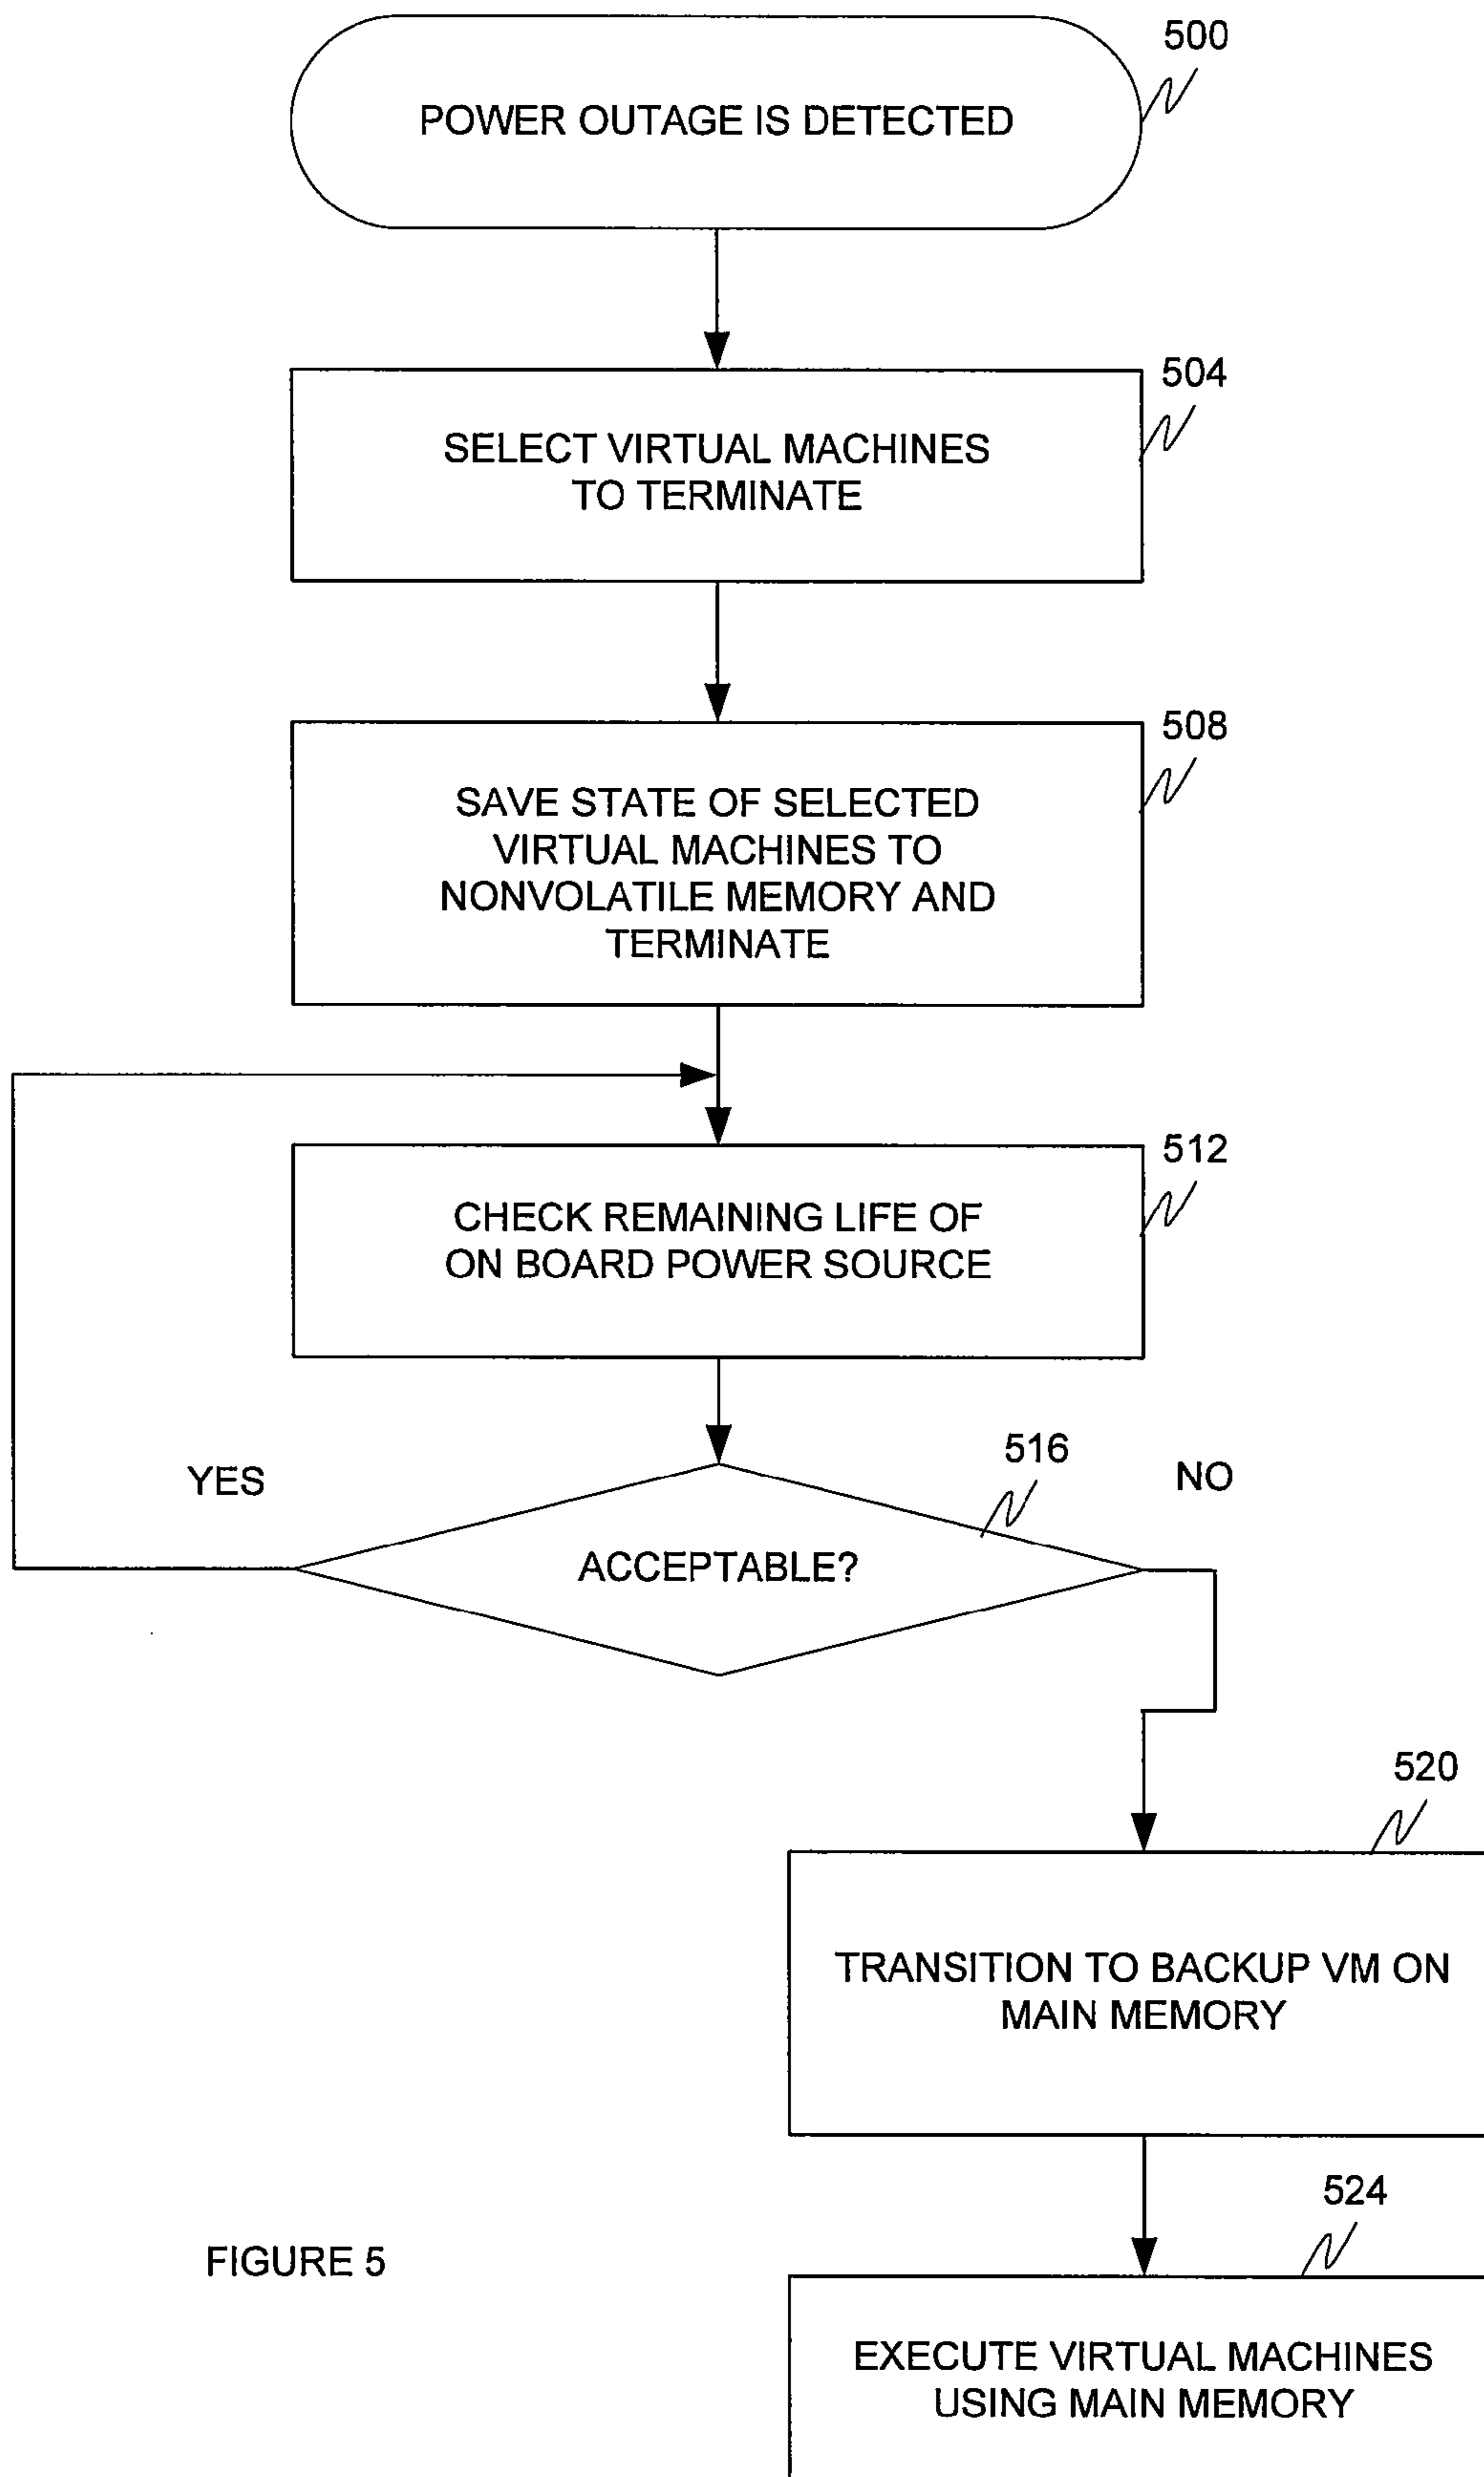 500
POWER OUTAGE IS DETECTED
504
SELECT VIRTUAL MACHINES
TO TERMINATE
508
SAVE STATE OF SELECTED
VIRTUAL MACHINES TO
NONVOLATILE MEMORY AND
TERMINATE
512
CHECK REMAINING LIFE OF
ON BOARD POWER SOURCE
516
YES
NO
ACCEPTABLE?
520
TRANSITION TO BACKUP VM ON
MAIN MEMORY
524
FIGURE 5
EXECUTE VIRTUAL MACHINES
USING MAIN MEMORY